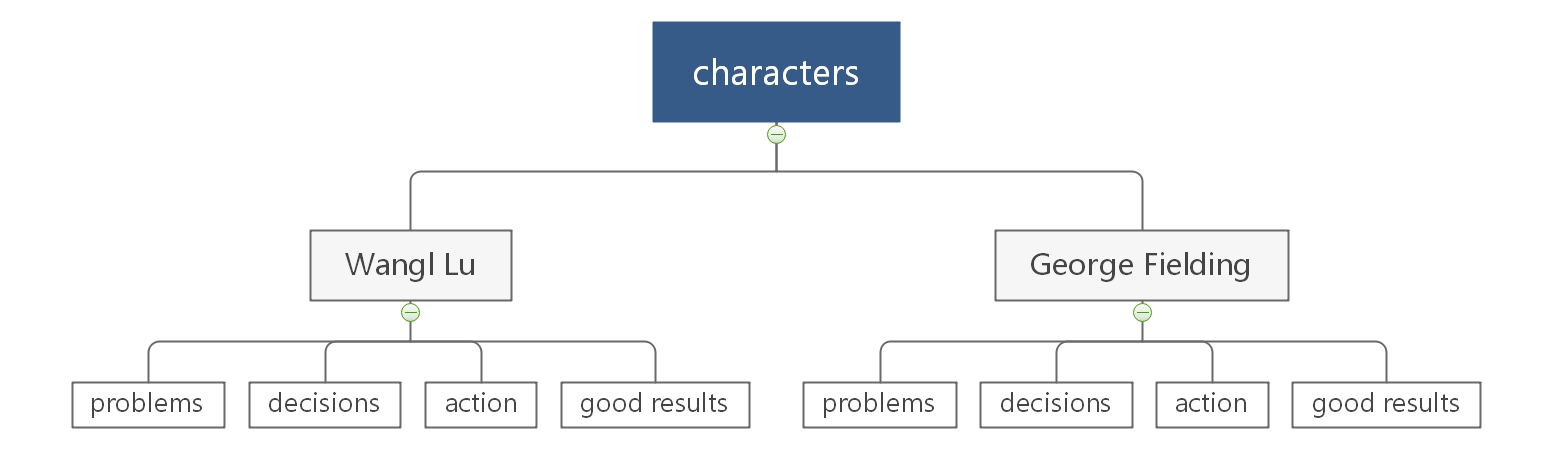 characters
Wangl Lu
George Fielding
problems
decisions
action
good results
problems
decisions
action
good results